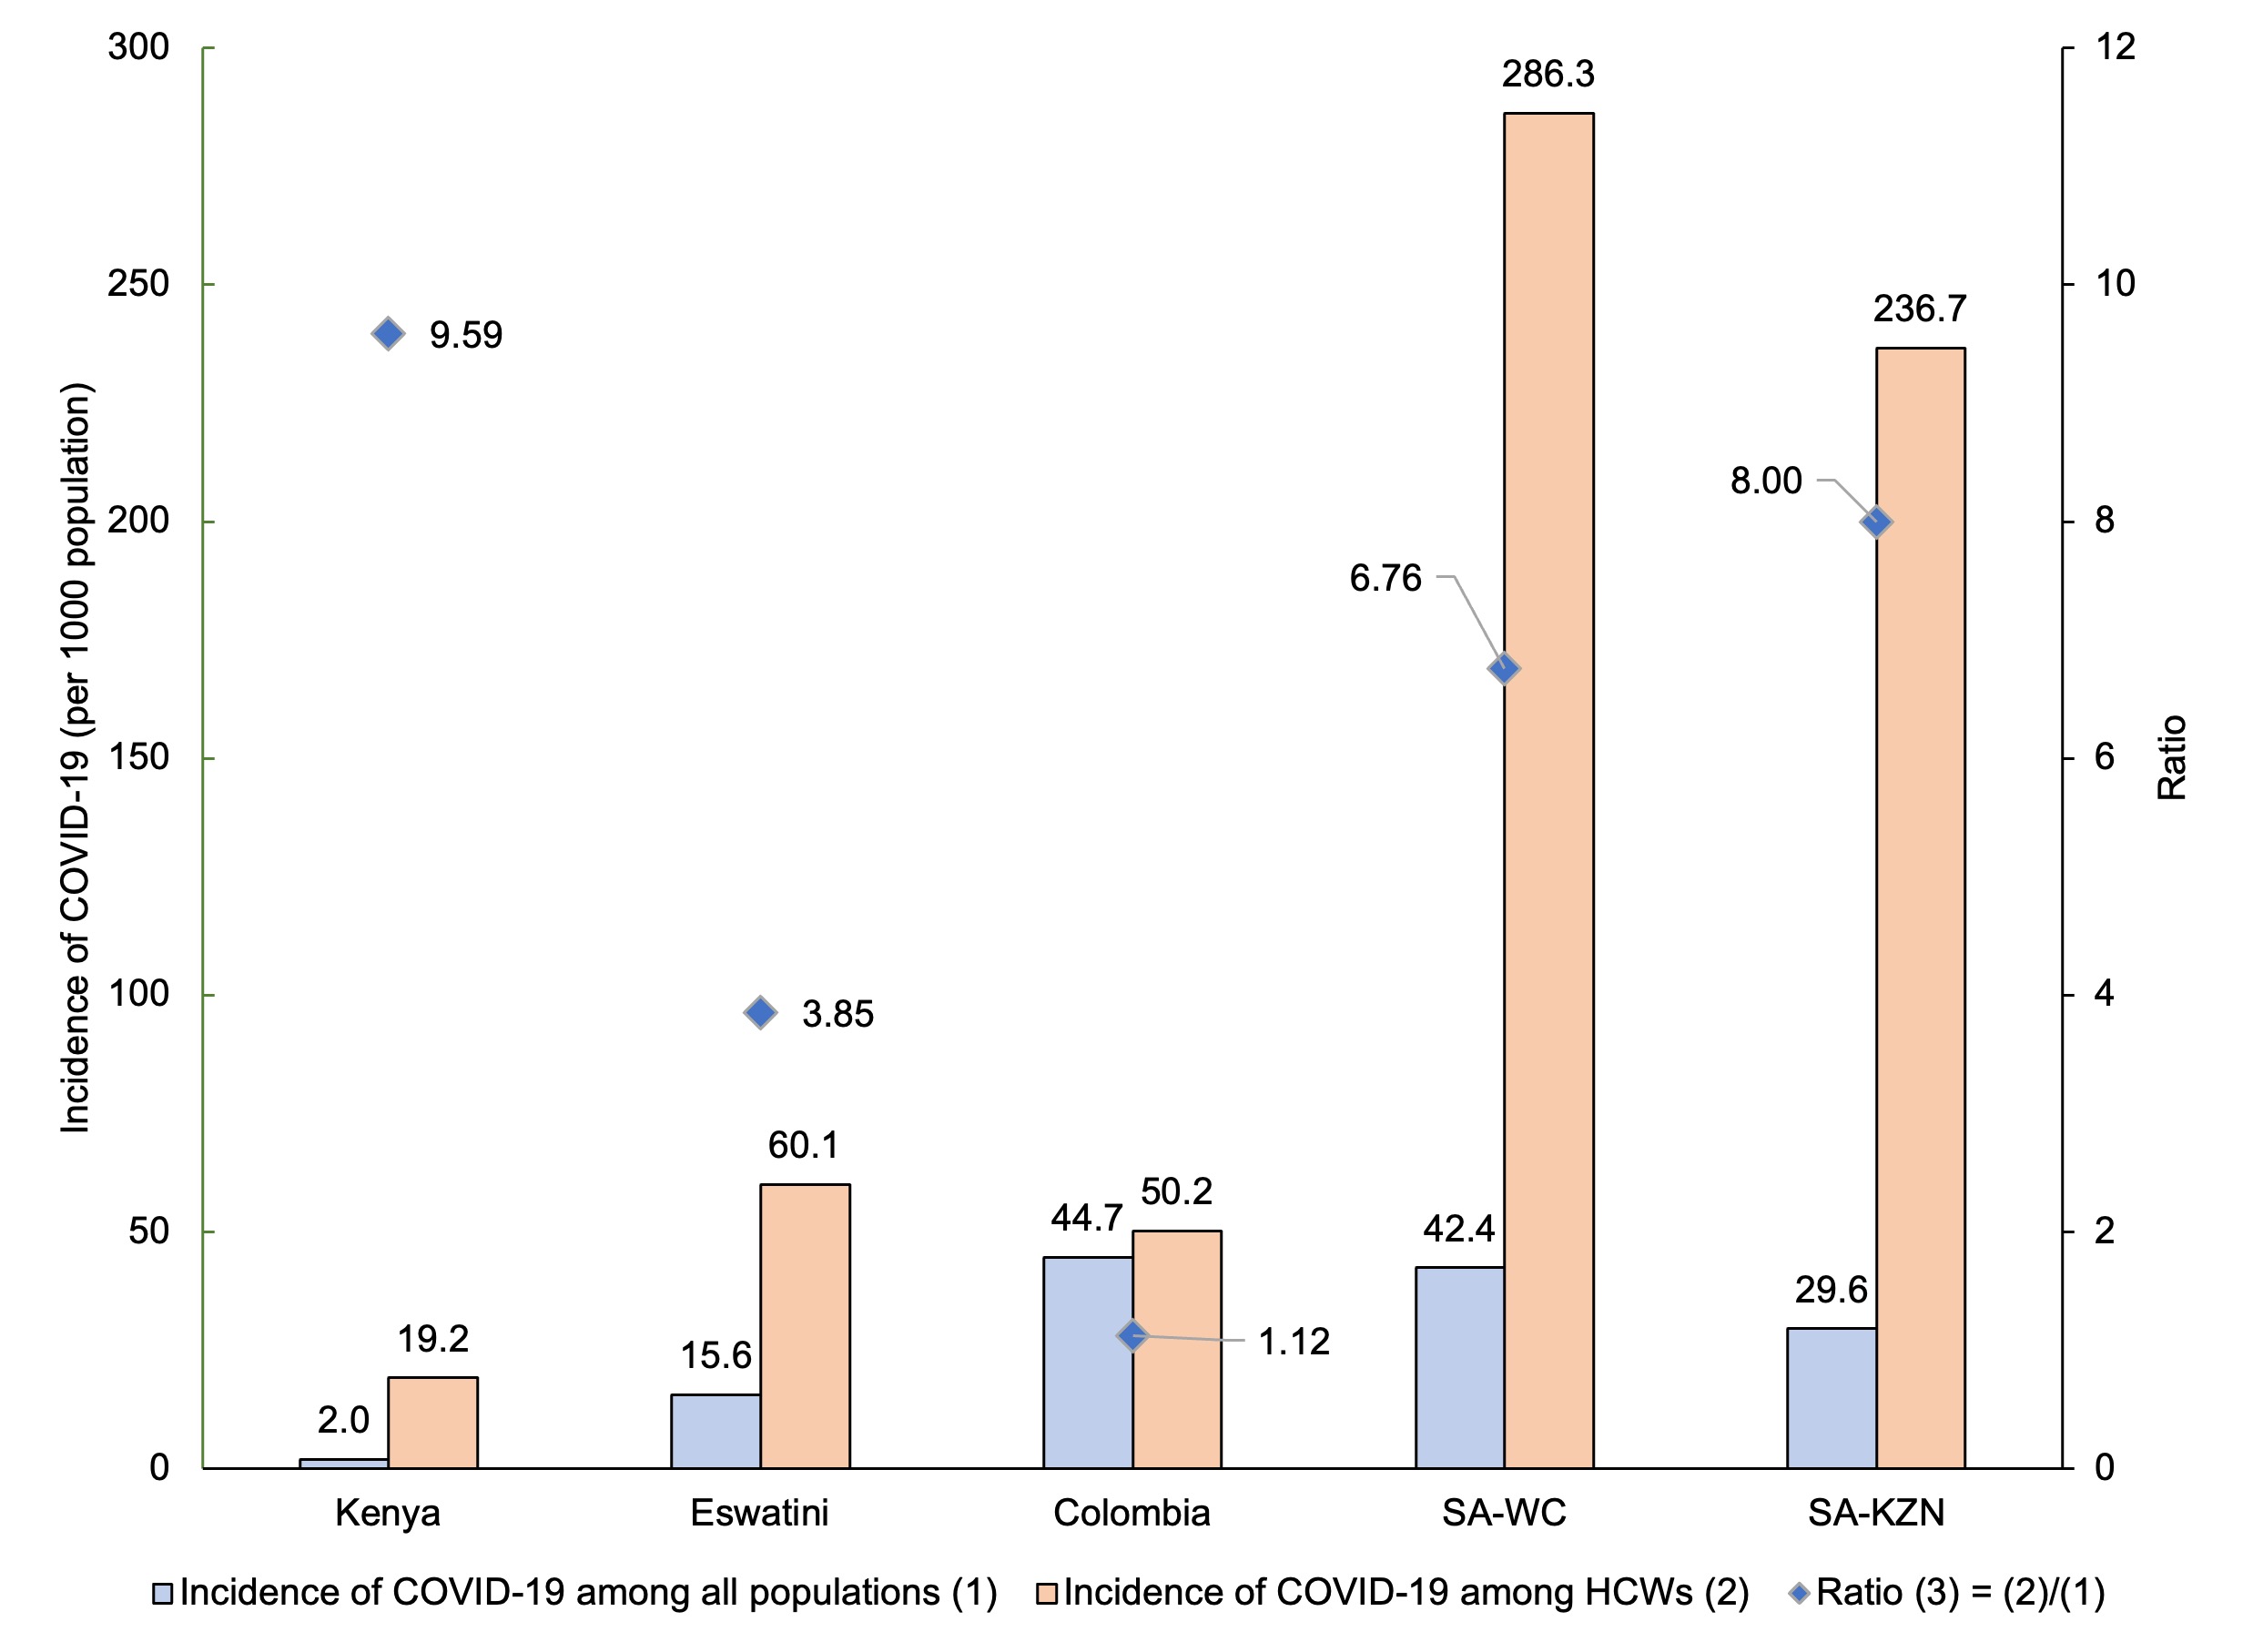 300
250
200
150
100
50
0
Incidence of COVID-19 (per 1000 population)
12
10
8
6
4
2
0
Ratio
9.59
2.0
19.2
3.85
15.6
60.1
44.7
50.2
1.12
286.3
6.76
42.4
236.7
8.00
29.6
Kenya
Eswatini
Colombia
SA-WC
SA-KZN
Incidence of COVID-19 among all populations (1)
Incidence of COVID-19 among HCWs (2)
Ratio (3) = (2)/(1)